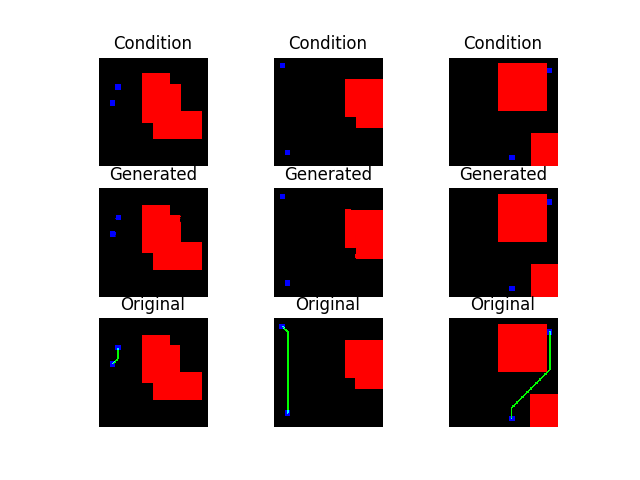 Condition Condition Condition
Generated Generated Generated
Original Original Original